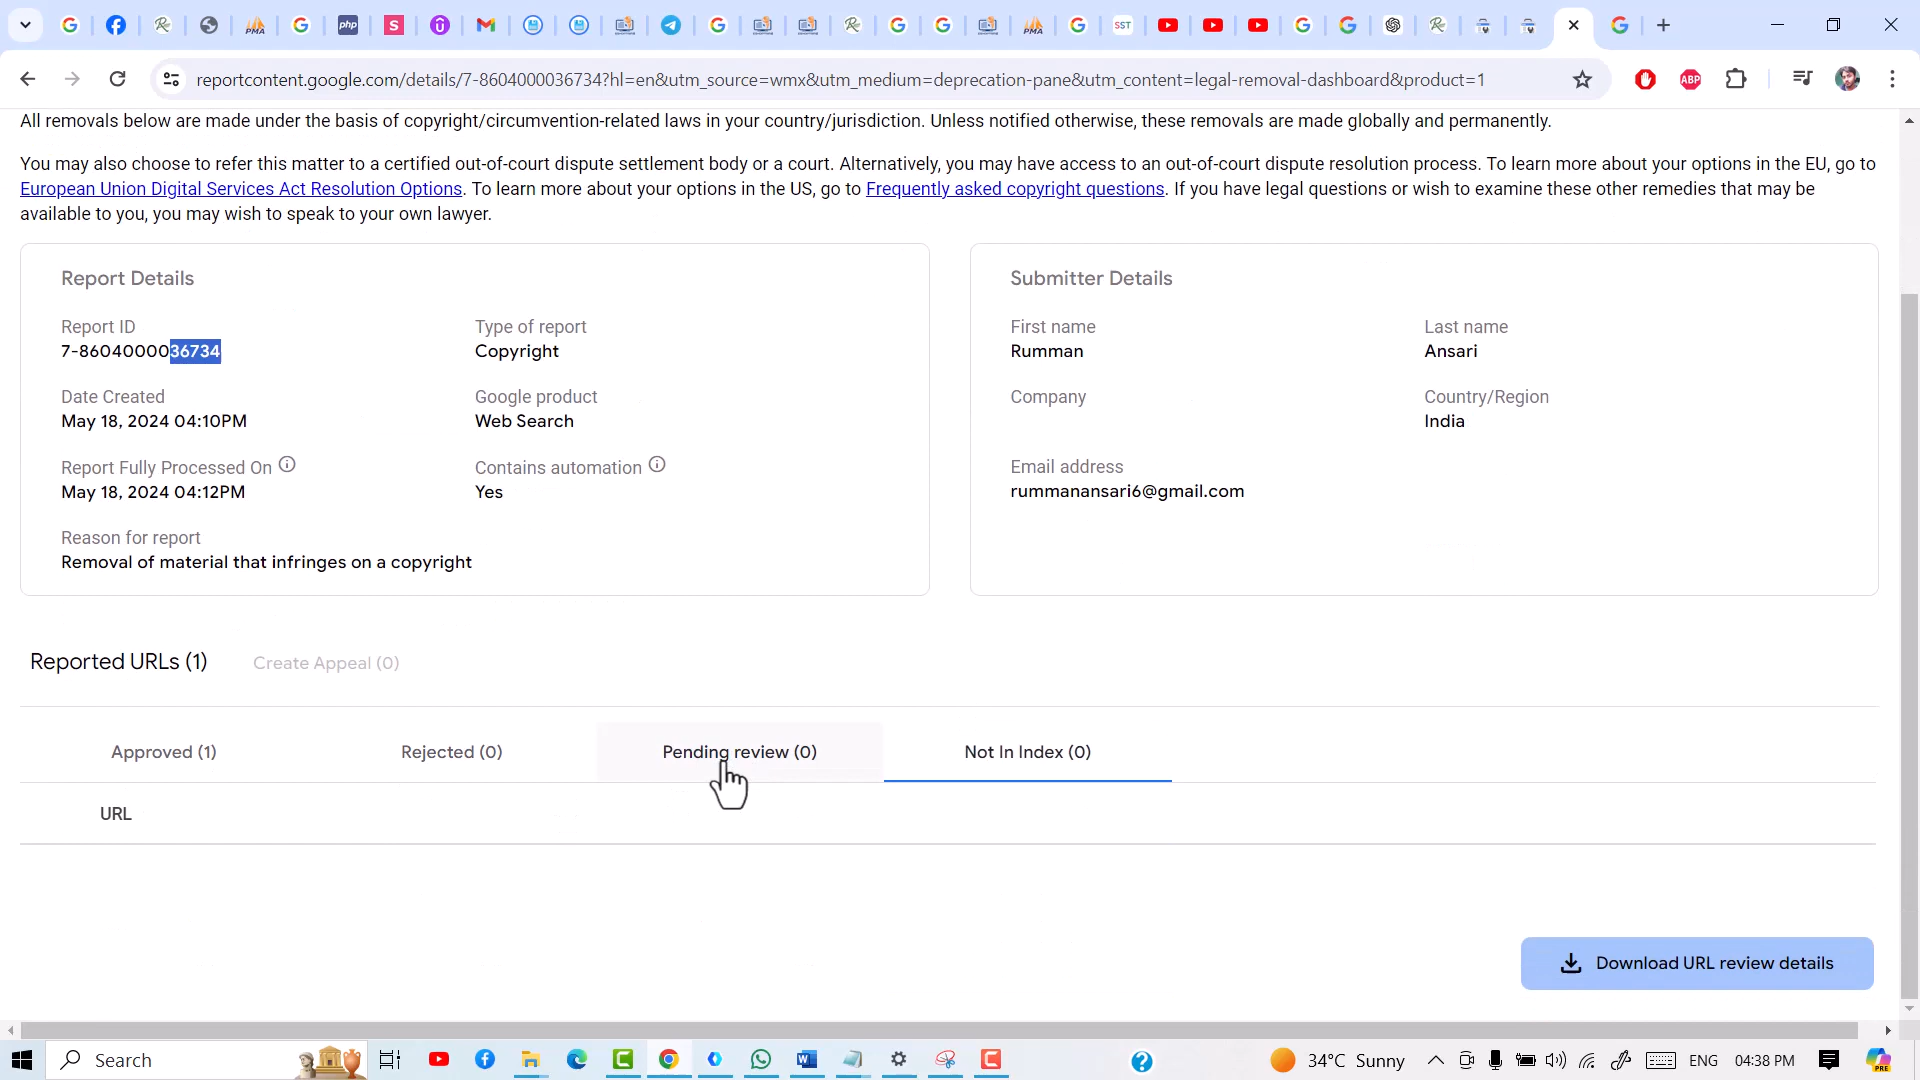 reportcontent.google.com/details/7-8604000036734?hl=en&utm_source=wmx&utm_medium=deprecation-pane&utm_content=legal-removal-dashboard&product=1
All removals below are made under the basis of copyright/circumvention-related laws in your country/jurisdiction. Unless notified otherwise, these removals are made globally and permanently.
You may also choose to refer this matter to a certified out-of-court dispute settlement body or a court. Alternatively, you may have access to an out-of-court dispute resolution process. To learn more about your options in the EU, go to
European Union Digital Services Act Resolution Options. To learn more about your options in the US, go to Frequently asked copyright questions. If you have legal questions or wish to examine these other remedies that may be
available to you, you may wish to speak to your own lawyer.
Report Details
Report ID
7-8604000036734
Type of report
Copyright
Date Created
May 18, 2024 04:10PM
Google product
Web Search
Report Fully Processed On
May 18, 2024 04:12PM
Contains automation
Yes
Reason for report
Removal of material that infringes on a copyright
Submitter Details
First name
Rumman
Last name
Ansari
Company
Country/Region
India
Email address
rummanansari6@gmail.com
Reported URLs (1) Create Appeal (0)
Approved (1) Rejected (0) Pending review (0) Not In Index (0)
URL
Download URL review details
Search
34°C Sunny
ENG
04:38 PM
PMA
php
SST
PMA
ABP
PRE